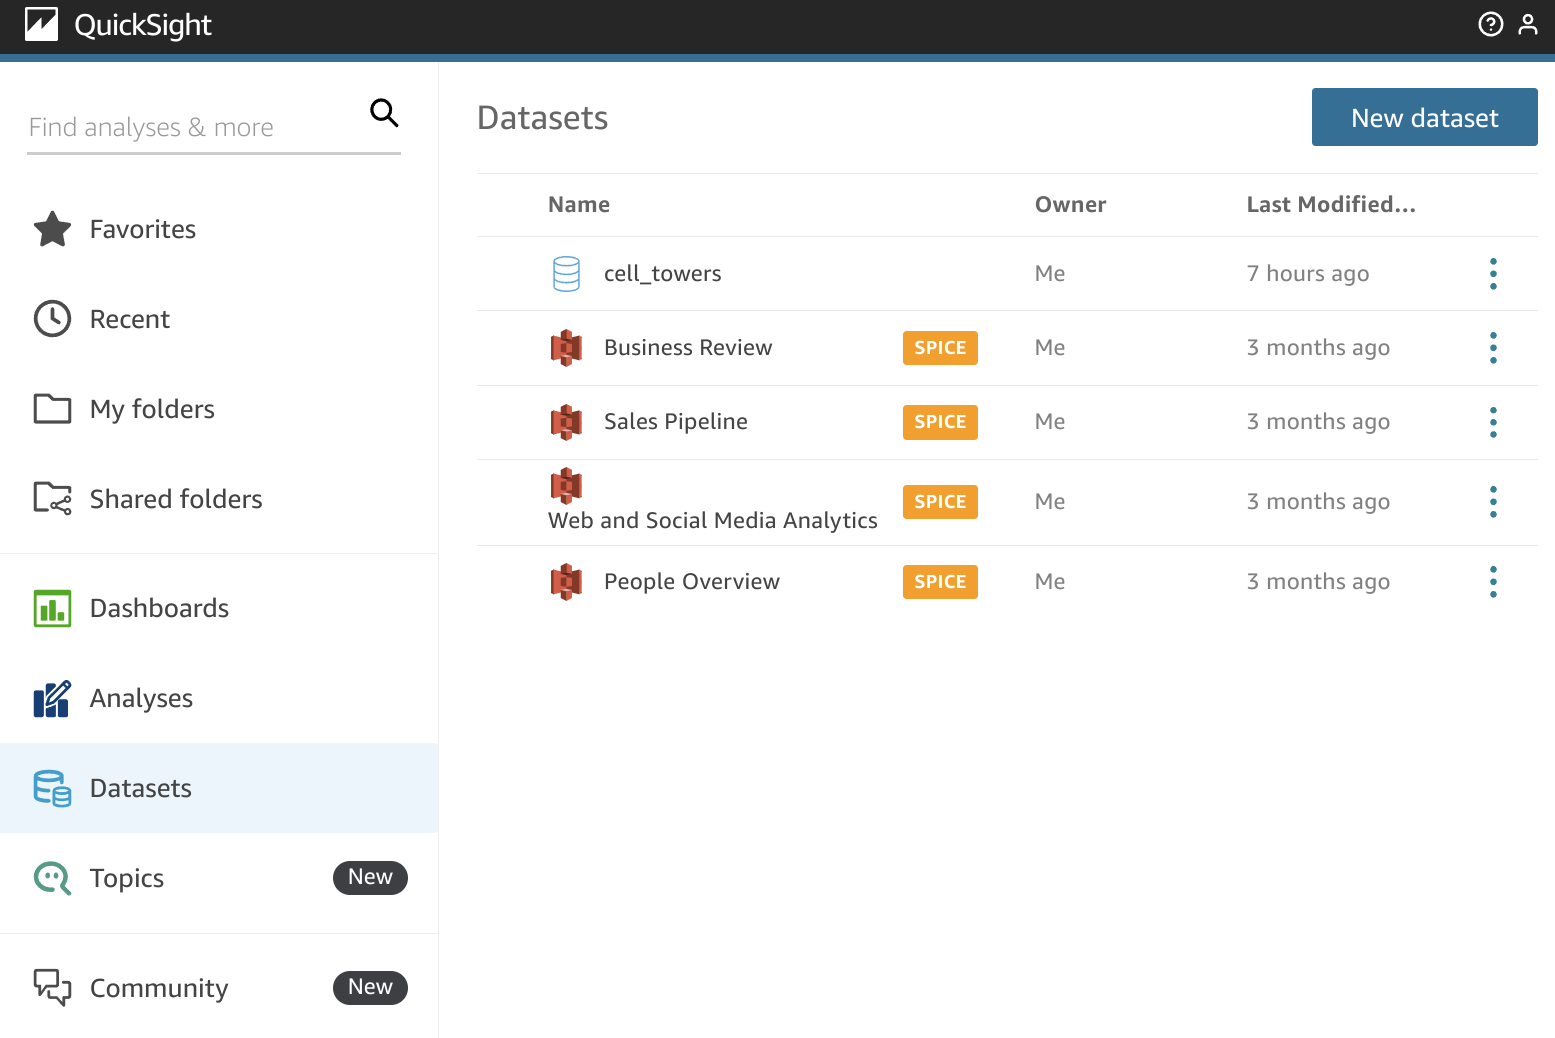 QuickSight
Find analyses & more
Favorites
Recent
My folders
Shared folders
Dashboards
Analyses
Datasets
Topics New
Community New
Datasets
New dataset
Name Owner Last Modified...
cell_towers Me 7 hours ago
Business Review SPICE Me 3 months ago
Sales Pipeline SPICE Me 3 months ago
Web and Social Media Analytics SPICE Me 3 months ago
People Overview SPICE Me 3 months ago